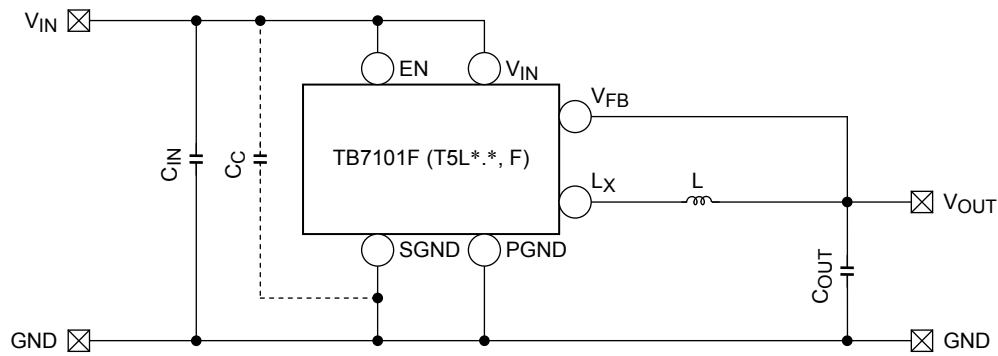 VIN
EN
VIN
VFB
CIN
CC
TB7101F (T5L*.*, F)
LX
L
VOUT
SGND
PGND
COUT
GND
GND